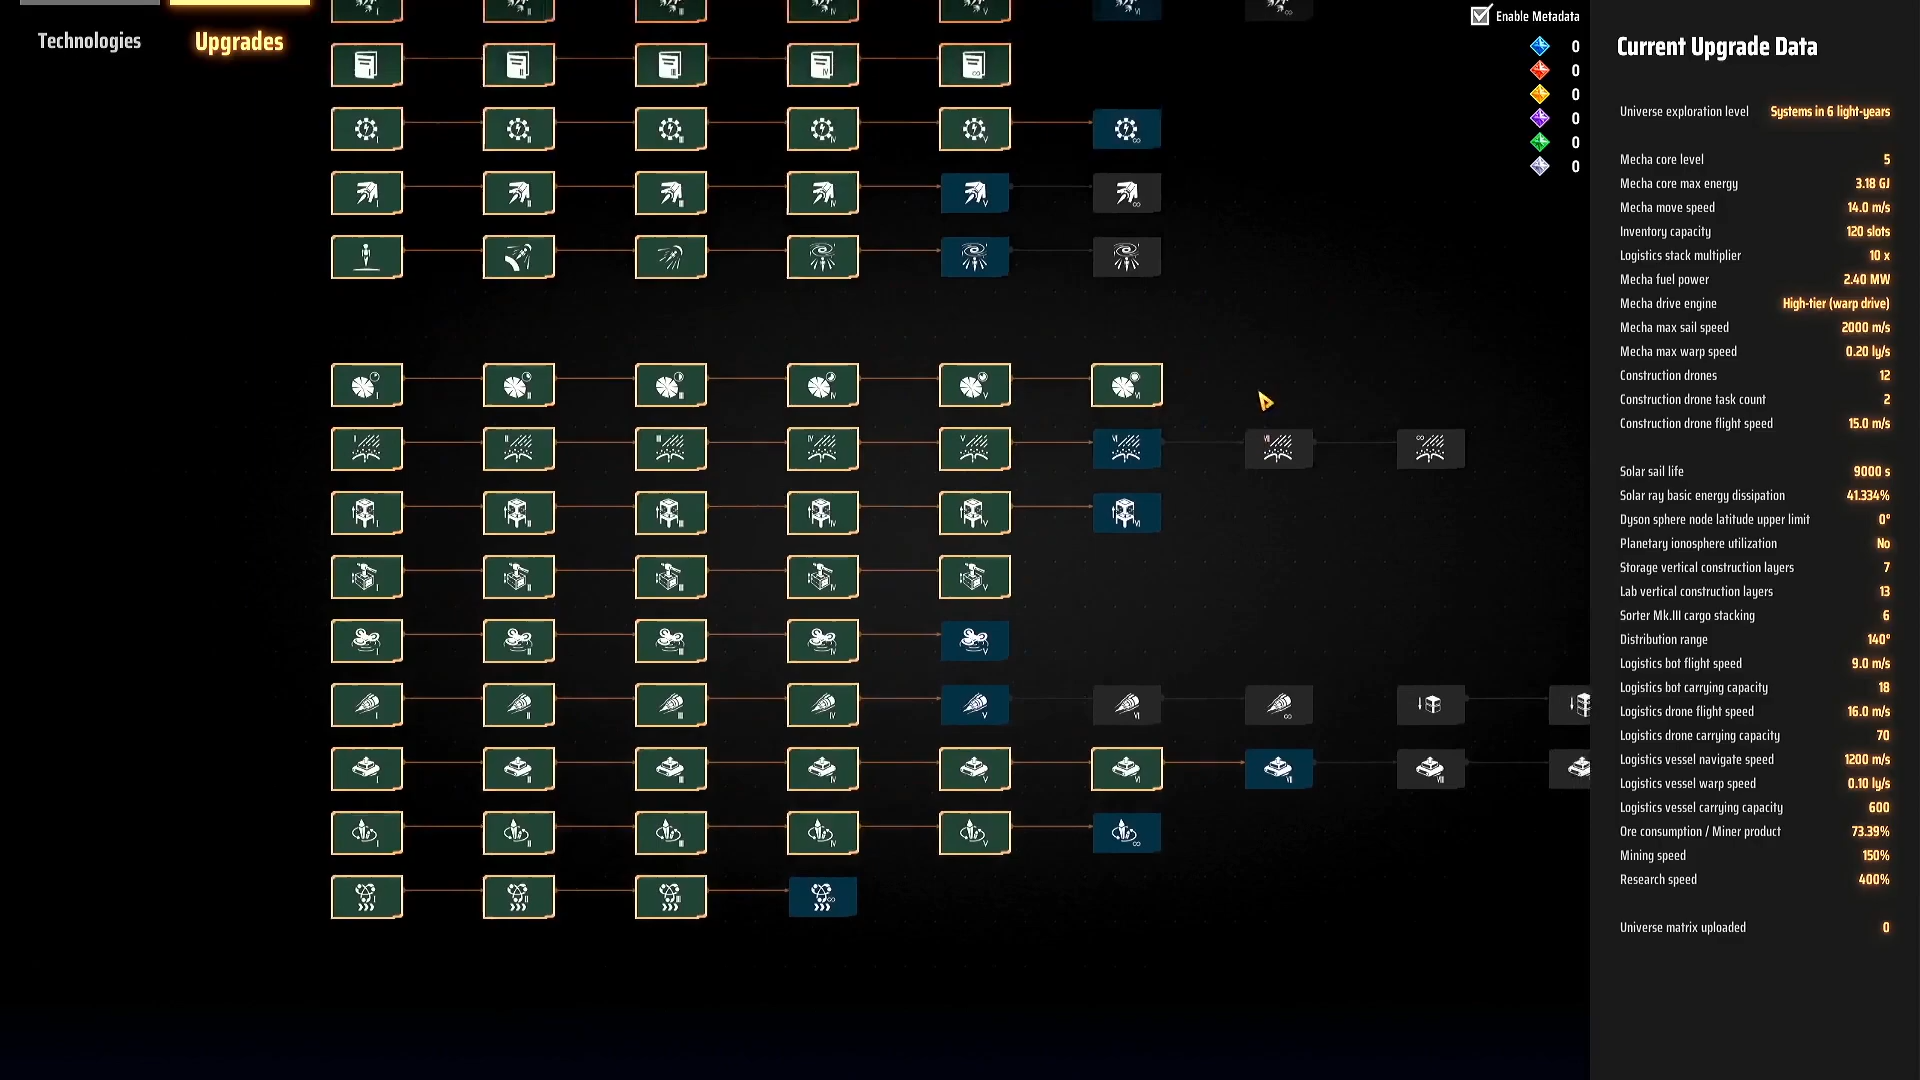 Technologies
Upgrades
Enable Metadata
0
0
0
0
0
0
Current Upgrade Data
Universe exploration level Systems in 6 light-years
Mecha core level 5
Mecha core max energy 3.18 GJ
Mecha move speed 14.0 m/s
Inventory capacity 120 slots
Logistics stack multiplier 10 x
Mecha fuel power 2.40 MW
Mecha drive engine High-tier (warp drive)
Mecha max sail speed 2000 m/s
Mecha max warp speed 0.20 ly/s
Construction drones 12
Construction drone task count 2
Construction drone flight speed 15.0 m/s
Solar sail life 9000 s
Solar ray basic energy dissipation 41.334%
Dyson sphere node latitude upper limit 0°
Planetary ionosphere utilization No
Storage vertical construction layers 7
Lab vertical construction layers 13
Sorter Mk.III cargo stacking 6
Distribution range 140°
Logistics bot flight speed 9.0 m/s
Logistics bot carrying capacity 18
Logistics drone flight speed 16.0 m/s
Logistics drone carrying capacity 70
Logistics vessel navigate speed 1200 m/s
Logistics vessel warp speed 0.10 ly/s
Logistics vessel carrying capacity 600
Ore consumption / Miner product 73.39%
Mining speed 150%
Research speed 400%
Universe matrix uploaded 0